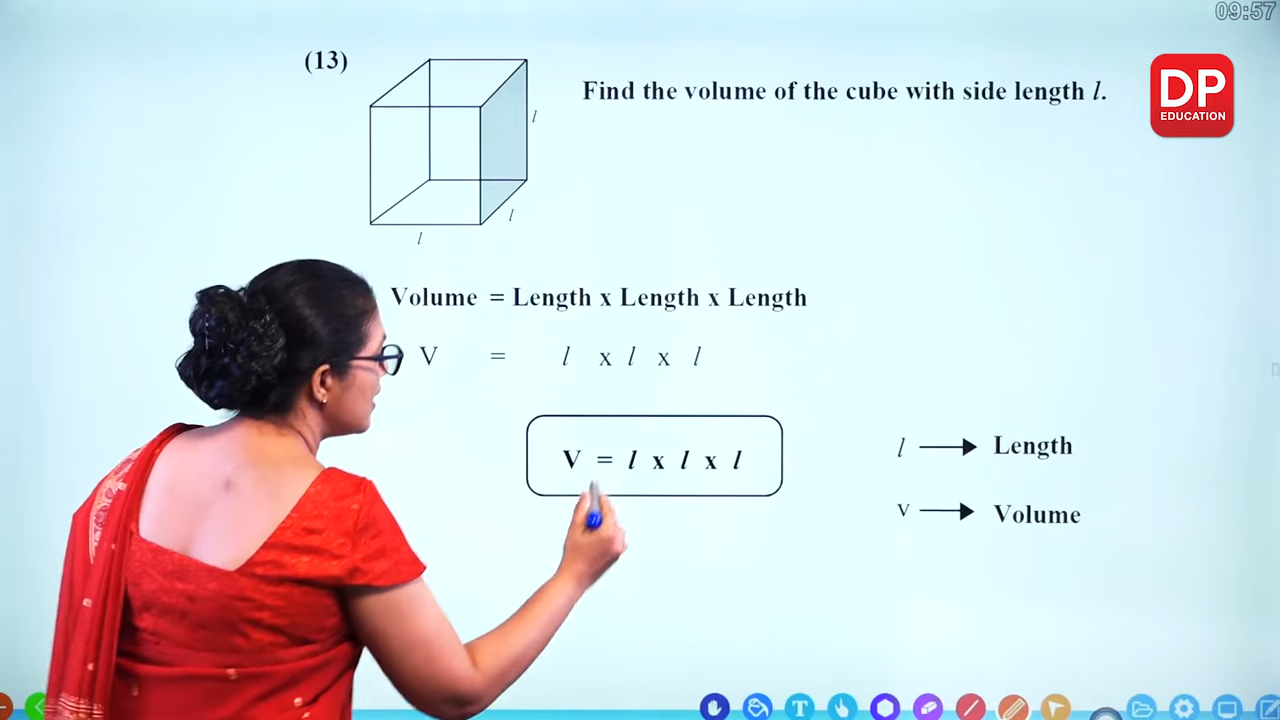 09:57
(13)
Find the volume of the cube with side length l.
DP
EDUCATION
l
l
l
Volume = Length x Length x Length
V = l x l x l
V = l x l x l
l → Length
v → Volume
T